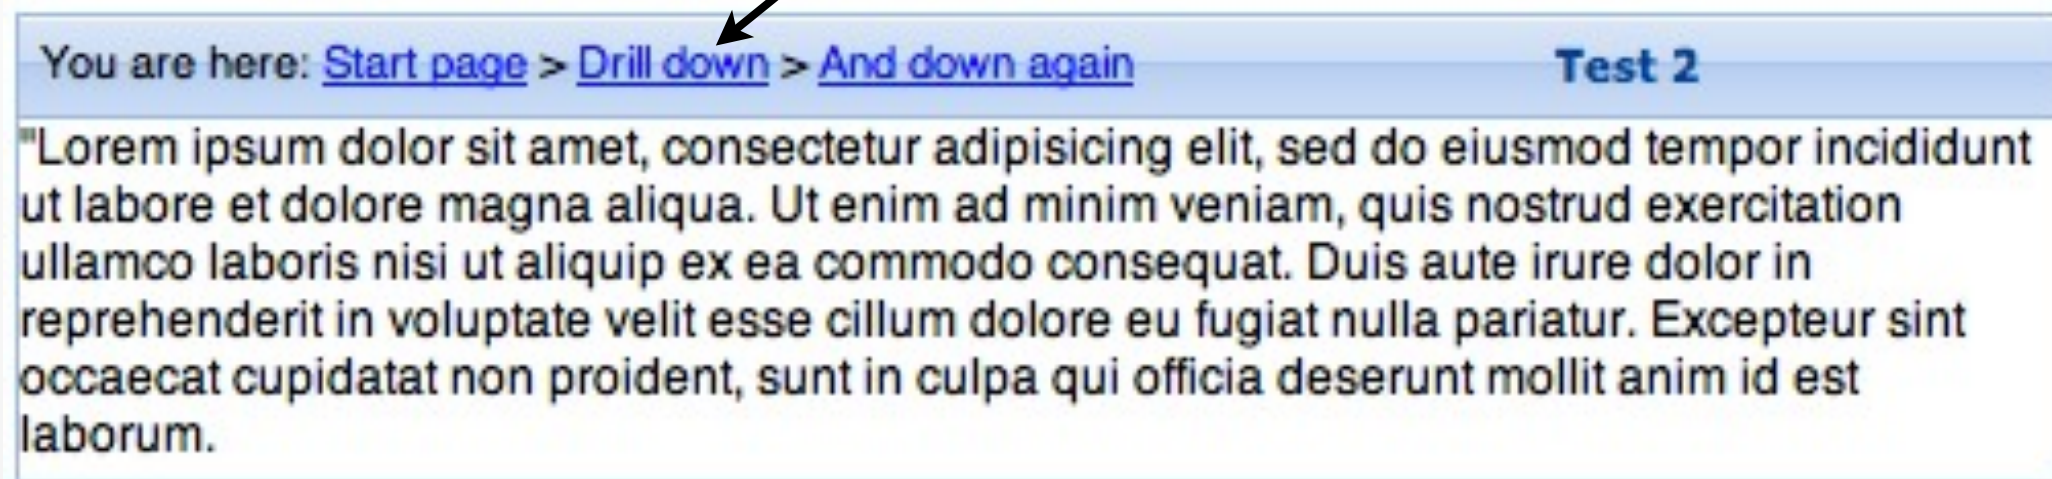 You are here: Start page > Drill down > And down again Test 2
"Lorem ipsum dolor sit amet, consectetur adipisicing elit, sed do eiusmod tempor incididunt
ut labore et dolore magna aliqua. Ut enim ad minim veniam, quis nostrud exercitation
ullamco laboris nisi ut aliquip ex ea commodo consequat. Duis aute irure dolor in
reprehenderit in voluptate velit esse cillum dolore eu fugiat nulla pariatur. Excepteur sint
occaecat cupidatat non proident, sunt in culpa qui officia deserunt mollit anim id est
laborum.